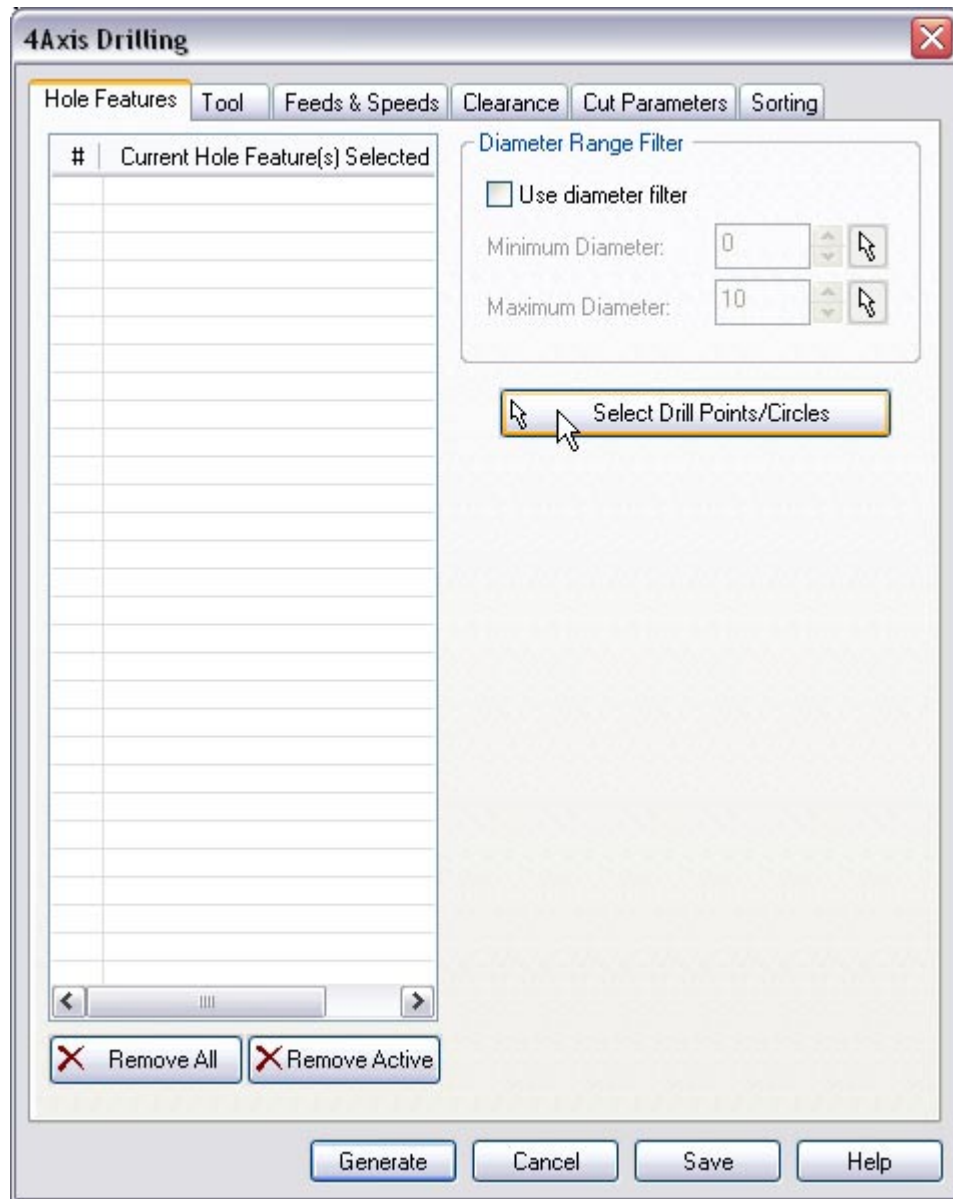 4Axis Drilling
Hole Features Tool Feeds & Speeds Clearance Cut Parameters Sorting
# Current Hole Feature(s) Selected
Diameter Range Filter
Use diameter filter
Minimum Diameter: 0
Maximum Diameter: 10
Select Drill Points/Circles
Remove All Remove Active
Generate Cancel Save Help